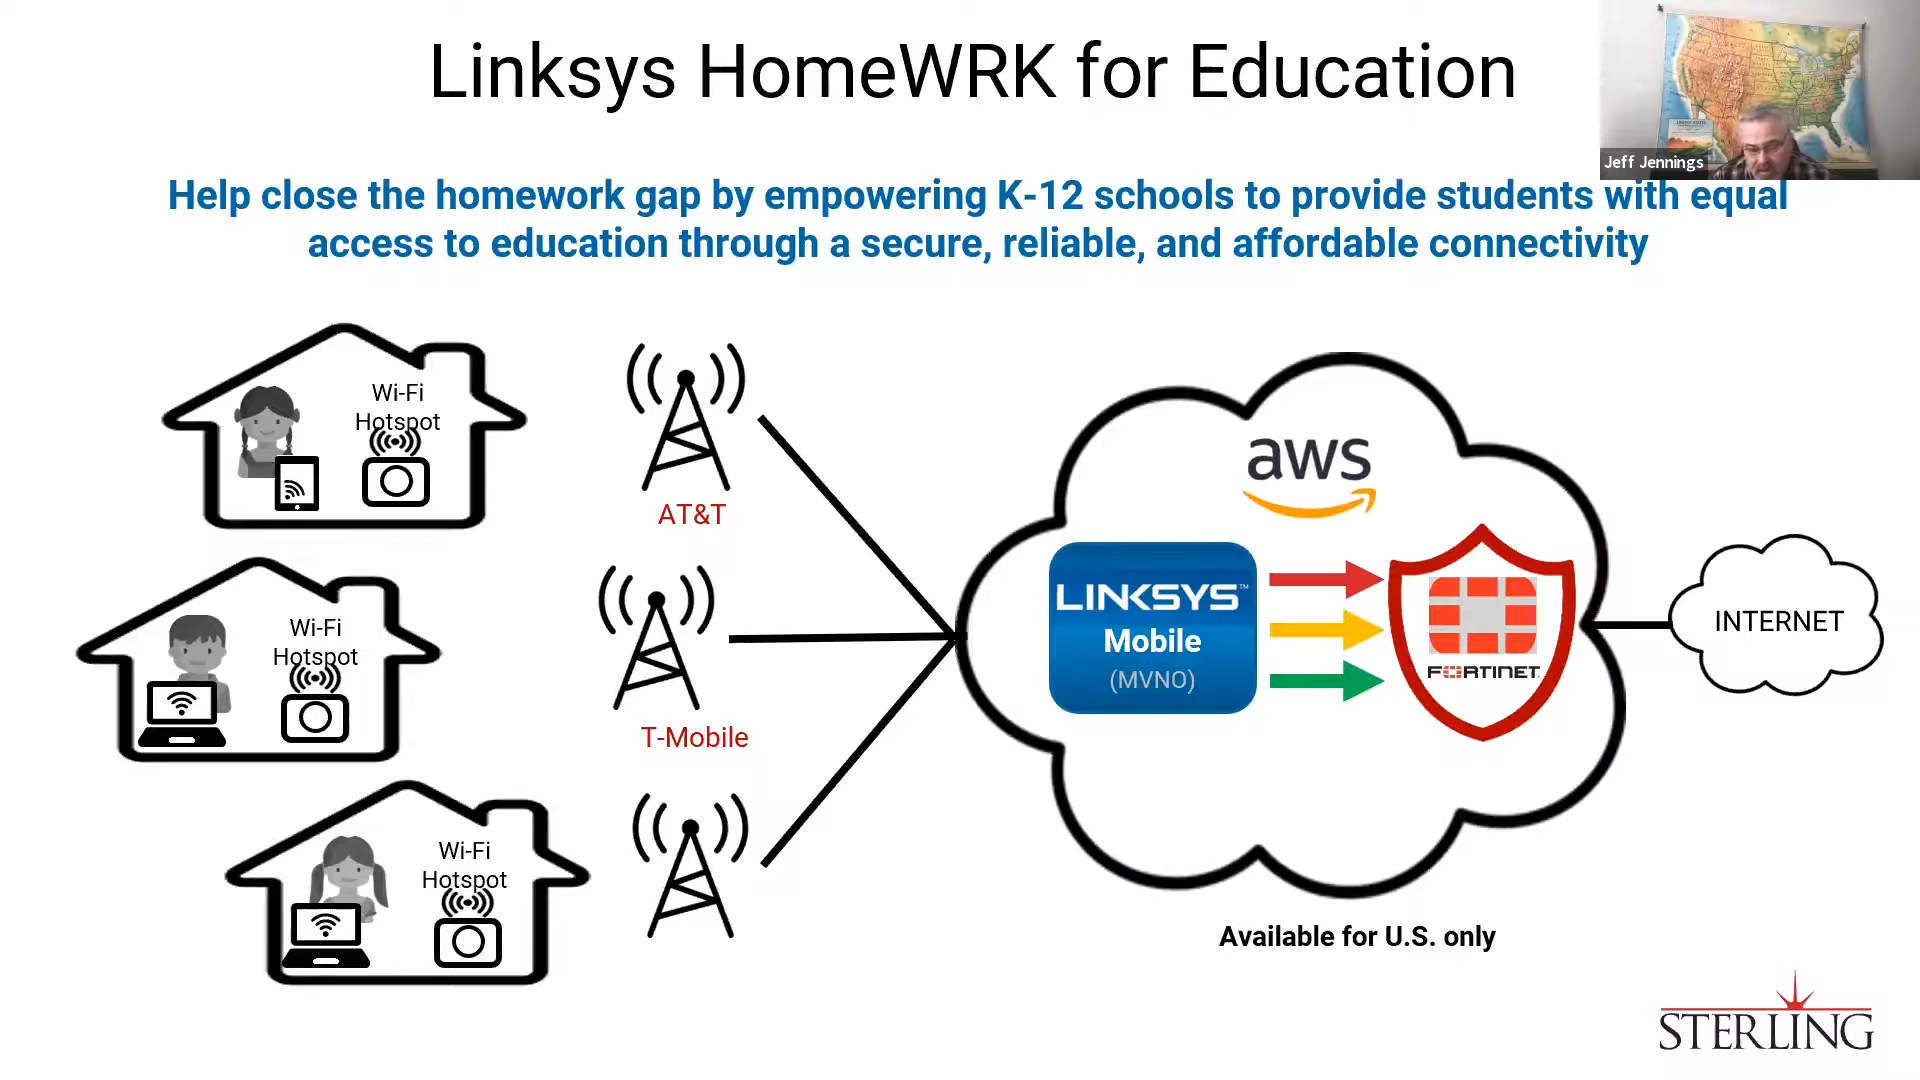 Linksys HomeWRK for Education
Jeff Jennings
Help close the homework gap by empowering K-12 schools to provide students with equal
access to education through a secure, reliable, and affordable connectivity
Wi-Fi
Hotspot
AT&T
Wi-Fi
Hotspot
T-Mobile
Wi-Fi
Hotspot
aws
LINKSYS™
Mobile
(MVNO)
FORTINET
INTERNET
Available for U.S. only
STERLING